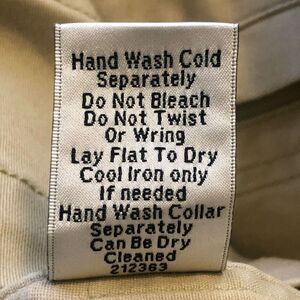 Hand Wash Cold
Separately
Do Not Bleach
Do Not Twist
Or Wring
Lay Flat To Dry
Cool Iron only
If needed
Hand Wash Collar
Separately
Can Be Dry
Cleaned
212363